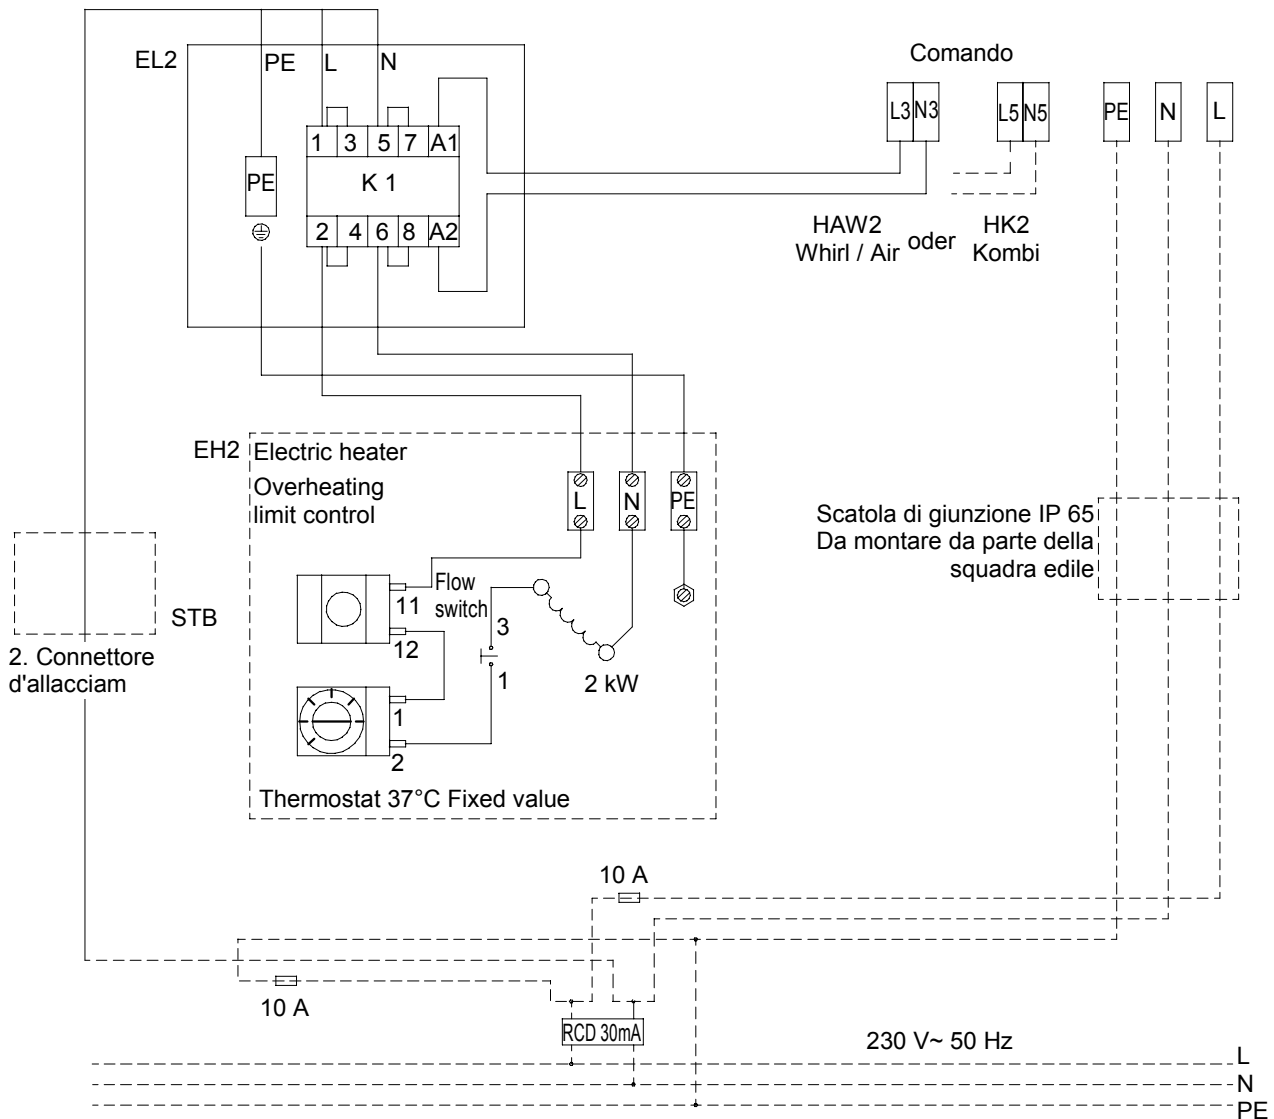 EL2
PE
L
N
Comando
L3
N3
L5
N5
PE
N
L
1
3
5
7
A1
PE
K 1
2
4
6
8
A2
HAW2
Whirl / Air
oder
HK2
Kombi
EH2
Electric heater
Overheating
limit control
L
N
PE
Scatola di giunzione IP 65
Da montare da parte della
squadra edile
STB
2. Connettore
d'allacciam
11
12
Flow
switch
3
1
1
2
2 kW
Thermostat 37°C Fixed value
10 A
10 A
RCD 30mA
230 V~ 50 Hz
L
N
PE